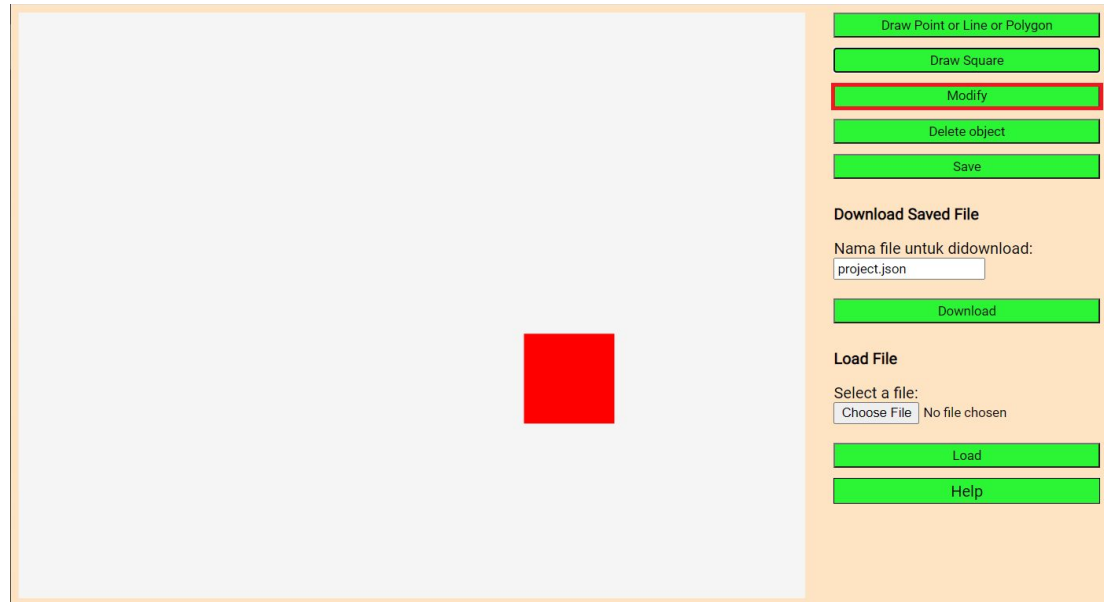 Draw Point or Line or Polygon
Draw Square
Modify
Delete object
Save
Download Saved File
Nama file untuk didownload:
project.json
Download
Load File
Select a file:
Choose File No file chosen
Load
Help